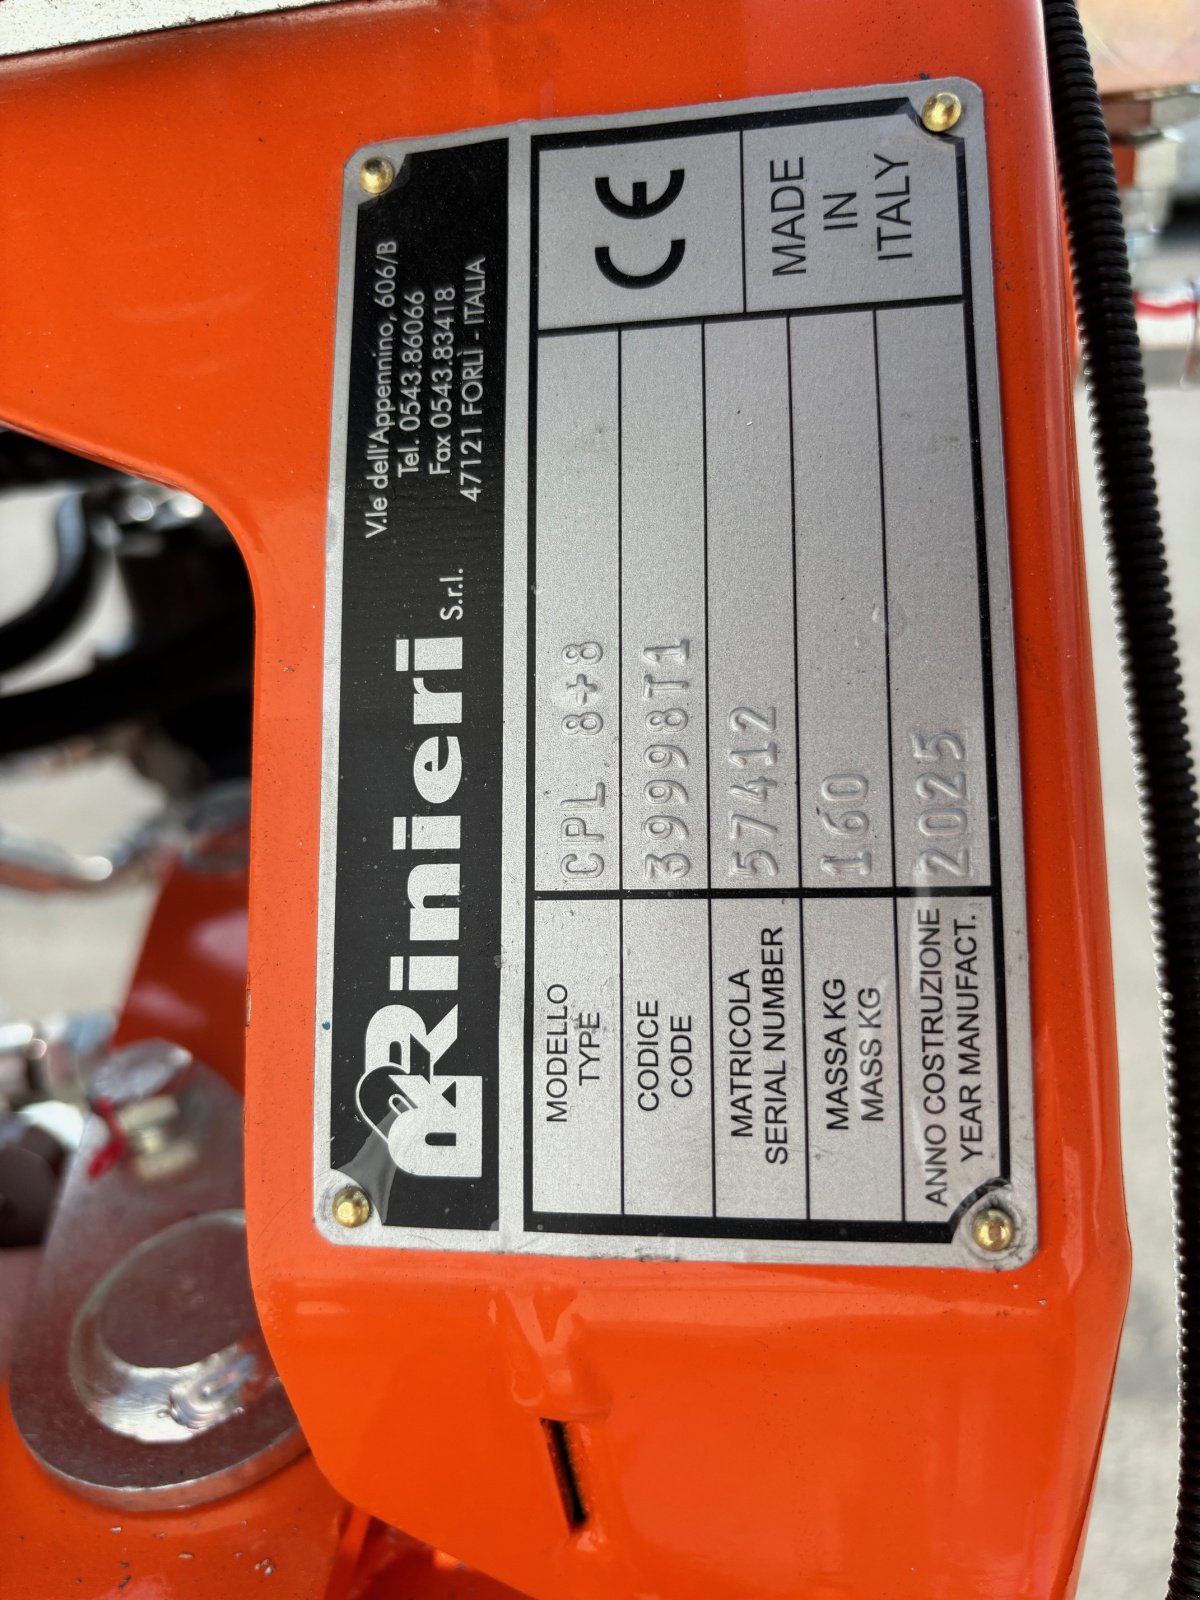 Rinieri S.r.l.
V.le dell'Appennino, 606/B
Tel. 0543.86066
Fax 0543.83418
47121 FORLÌ - ITALIA
MODELLO
TYPE
CPL 8+8
CODICE
CODE
39998T1
MATRICOLA
SERIAL NUMBER
57412
MASSA KG
MASS KG
160
ANNO COSTRUZIONE
YEAR MANUFACT.
2025
CE
MADE
IN
ITALY